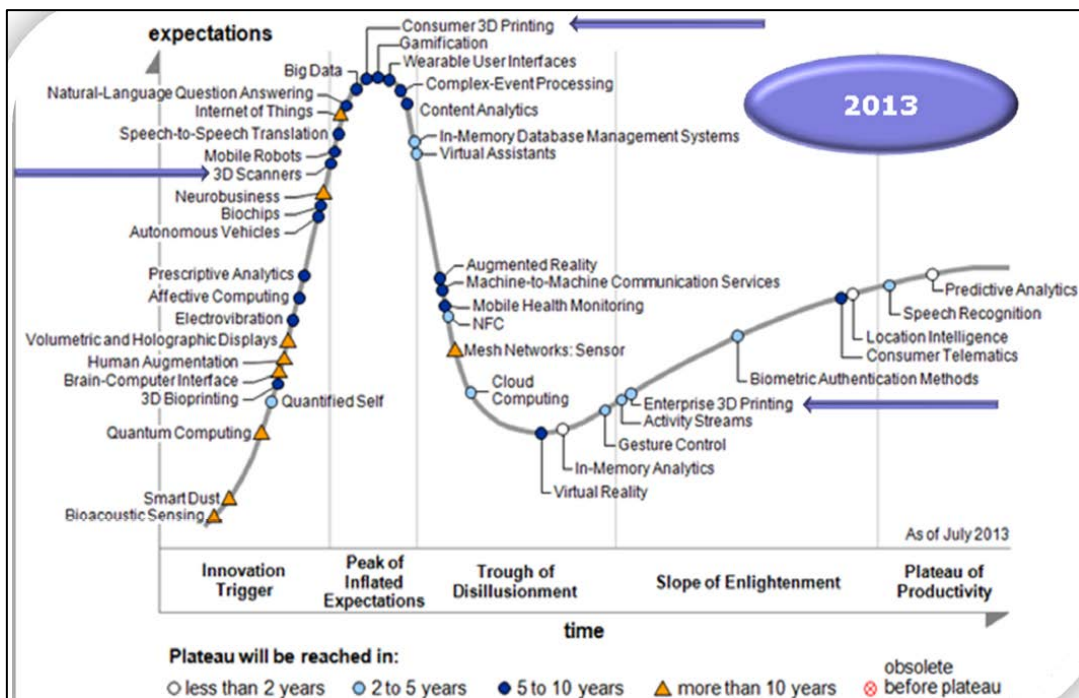 expectations
2013
Consumer 3D Printing
Gamification
Wearable User Interfaces
Big Data
Complex-Event Processing
Natural-Language Question Answering
Content Analytics
Internet of Things
Speech-to-Speech Translation
In-Memory Database Management Systems
Mobile Robots
Virtual Assistants
3D Scanners
Neurobusiness
Biochips
Autonomous Vehicles
Prescriptive Analytics
Affective Computing
Electrovibration
Volumetric and Holographic Displays
Human Augmentation
Brain-Computer Interface
3D Bioprinting
Quantified Self
Quantum Computing
Smart Dust
Bioacoustic Sensing
Augmented Reality
Machine-to-Machine Communication Services
Mobile Health Monitoring
NFC
Mesh Networks: Sensor
Cloud
Computing
Enterprise 3D Printing
Activity Streams
Gesture Control
In-Memory Analytics
Virtual Reality
Predictive Analytics
Speech Recognition
Location Intelligence
Consumer Telematics
Biometric Authentication Methods
As of July 2013
Innovation
Trigger
Peak of
Inflated
Expectations
Trough of
Disillusionment
Slope of Enlightenment
Plateau of
Productivity
time
Plateau will be reached in:
less than 2 years
2 to 5 years
5 to 10 years
more than 10 years
obsolete
before plateau